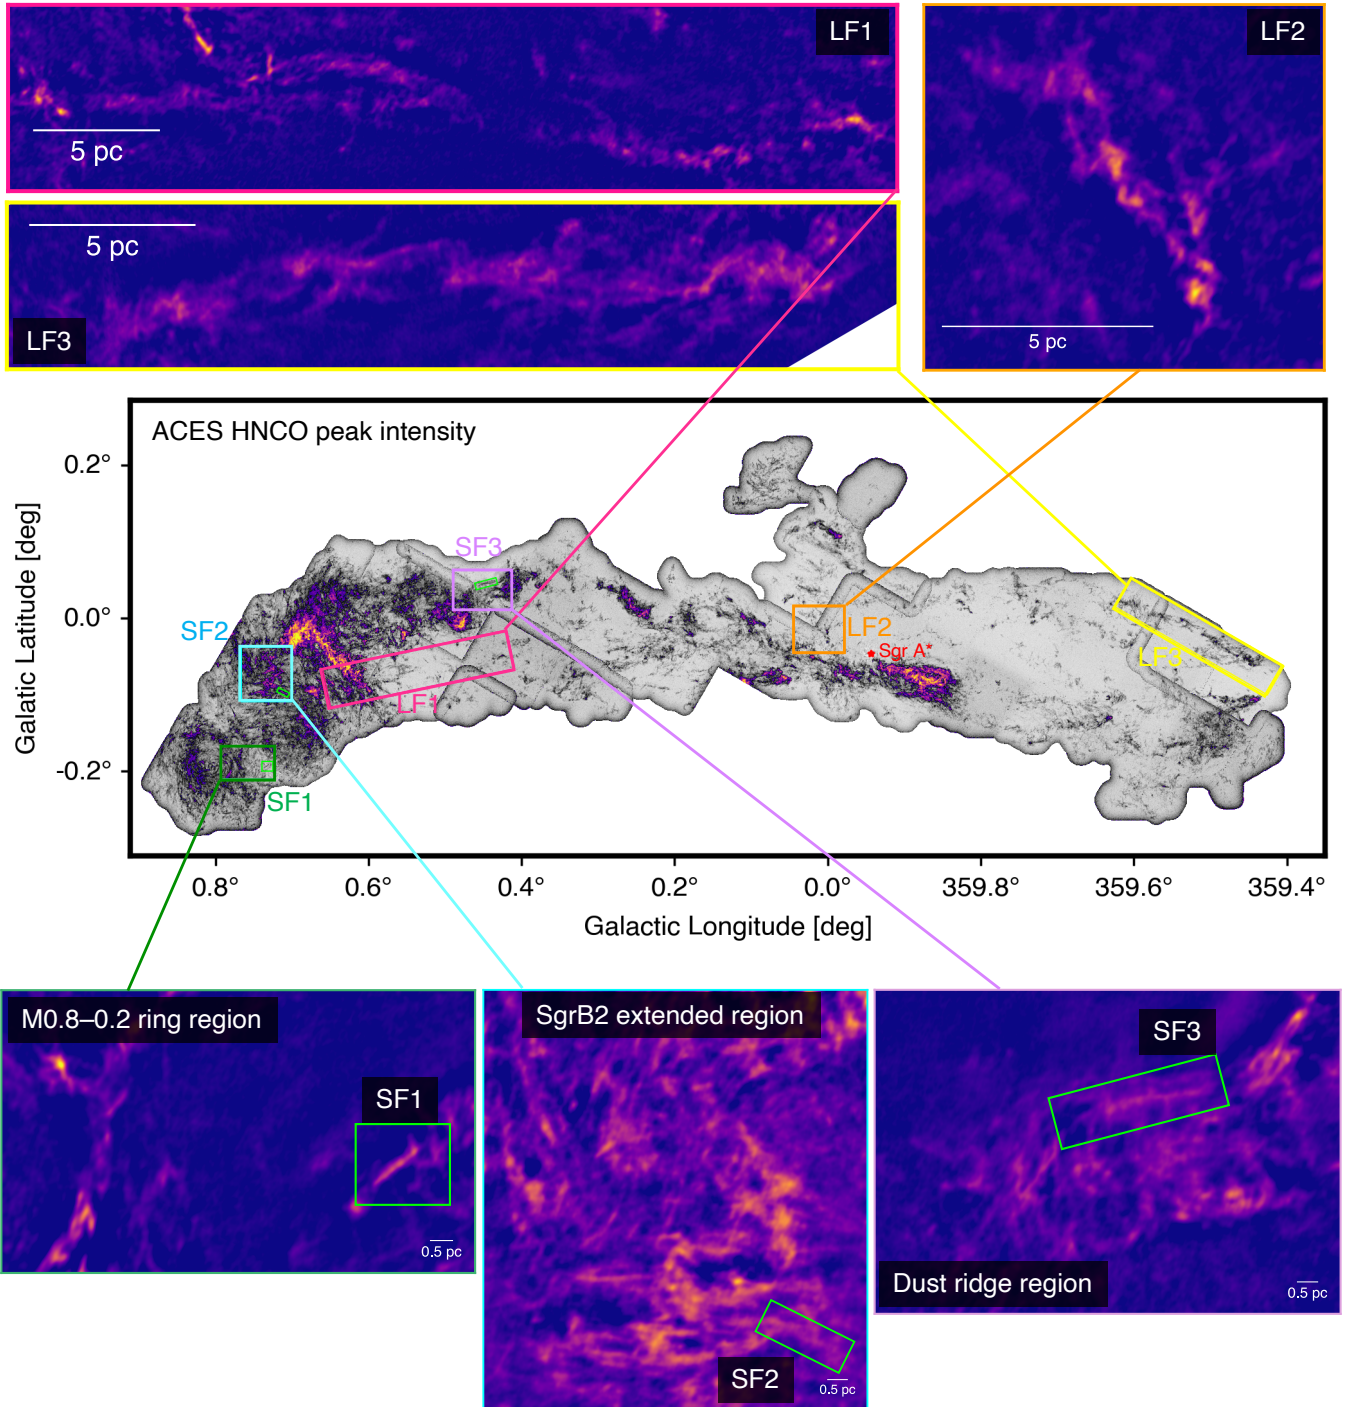 LF1
LF2
5 pc
5 pc
LF3
5 pc
ACES HNCO peak intensity
0.2°
0.0°
-0.2°
Galactic Latitude [deg]
SF3
SF2
LF2
Sgr A*
LF3
LF1
SF1
0.8°
0.6°
0.4°
0.2°
0.0°
359.8°
359.6°
359.4°
Galactic Longitude [deg]
M0.8–0.2 ring region
SF1
0.5 pc
SgrB2 extended region
SF2
0.5 pc
SF3
Dust ridge region
0.5 pc